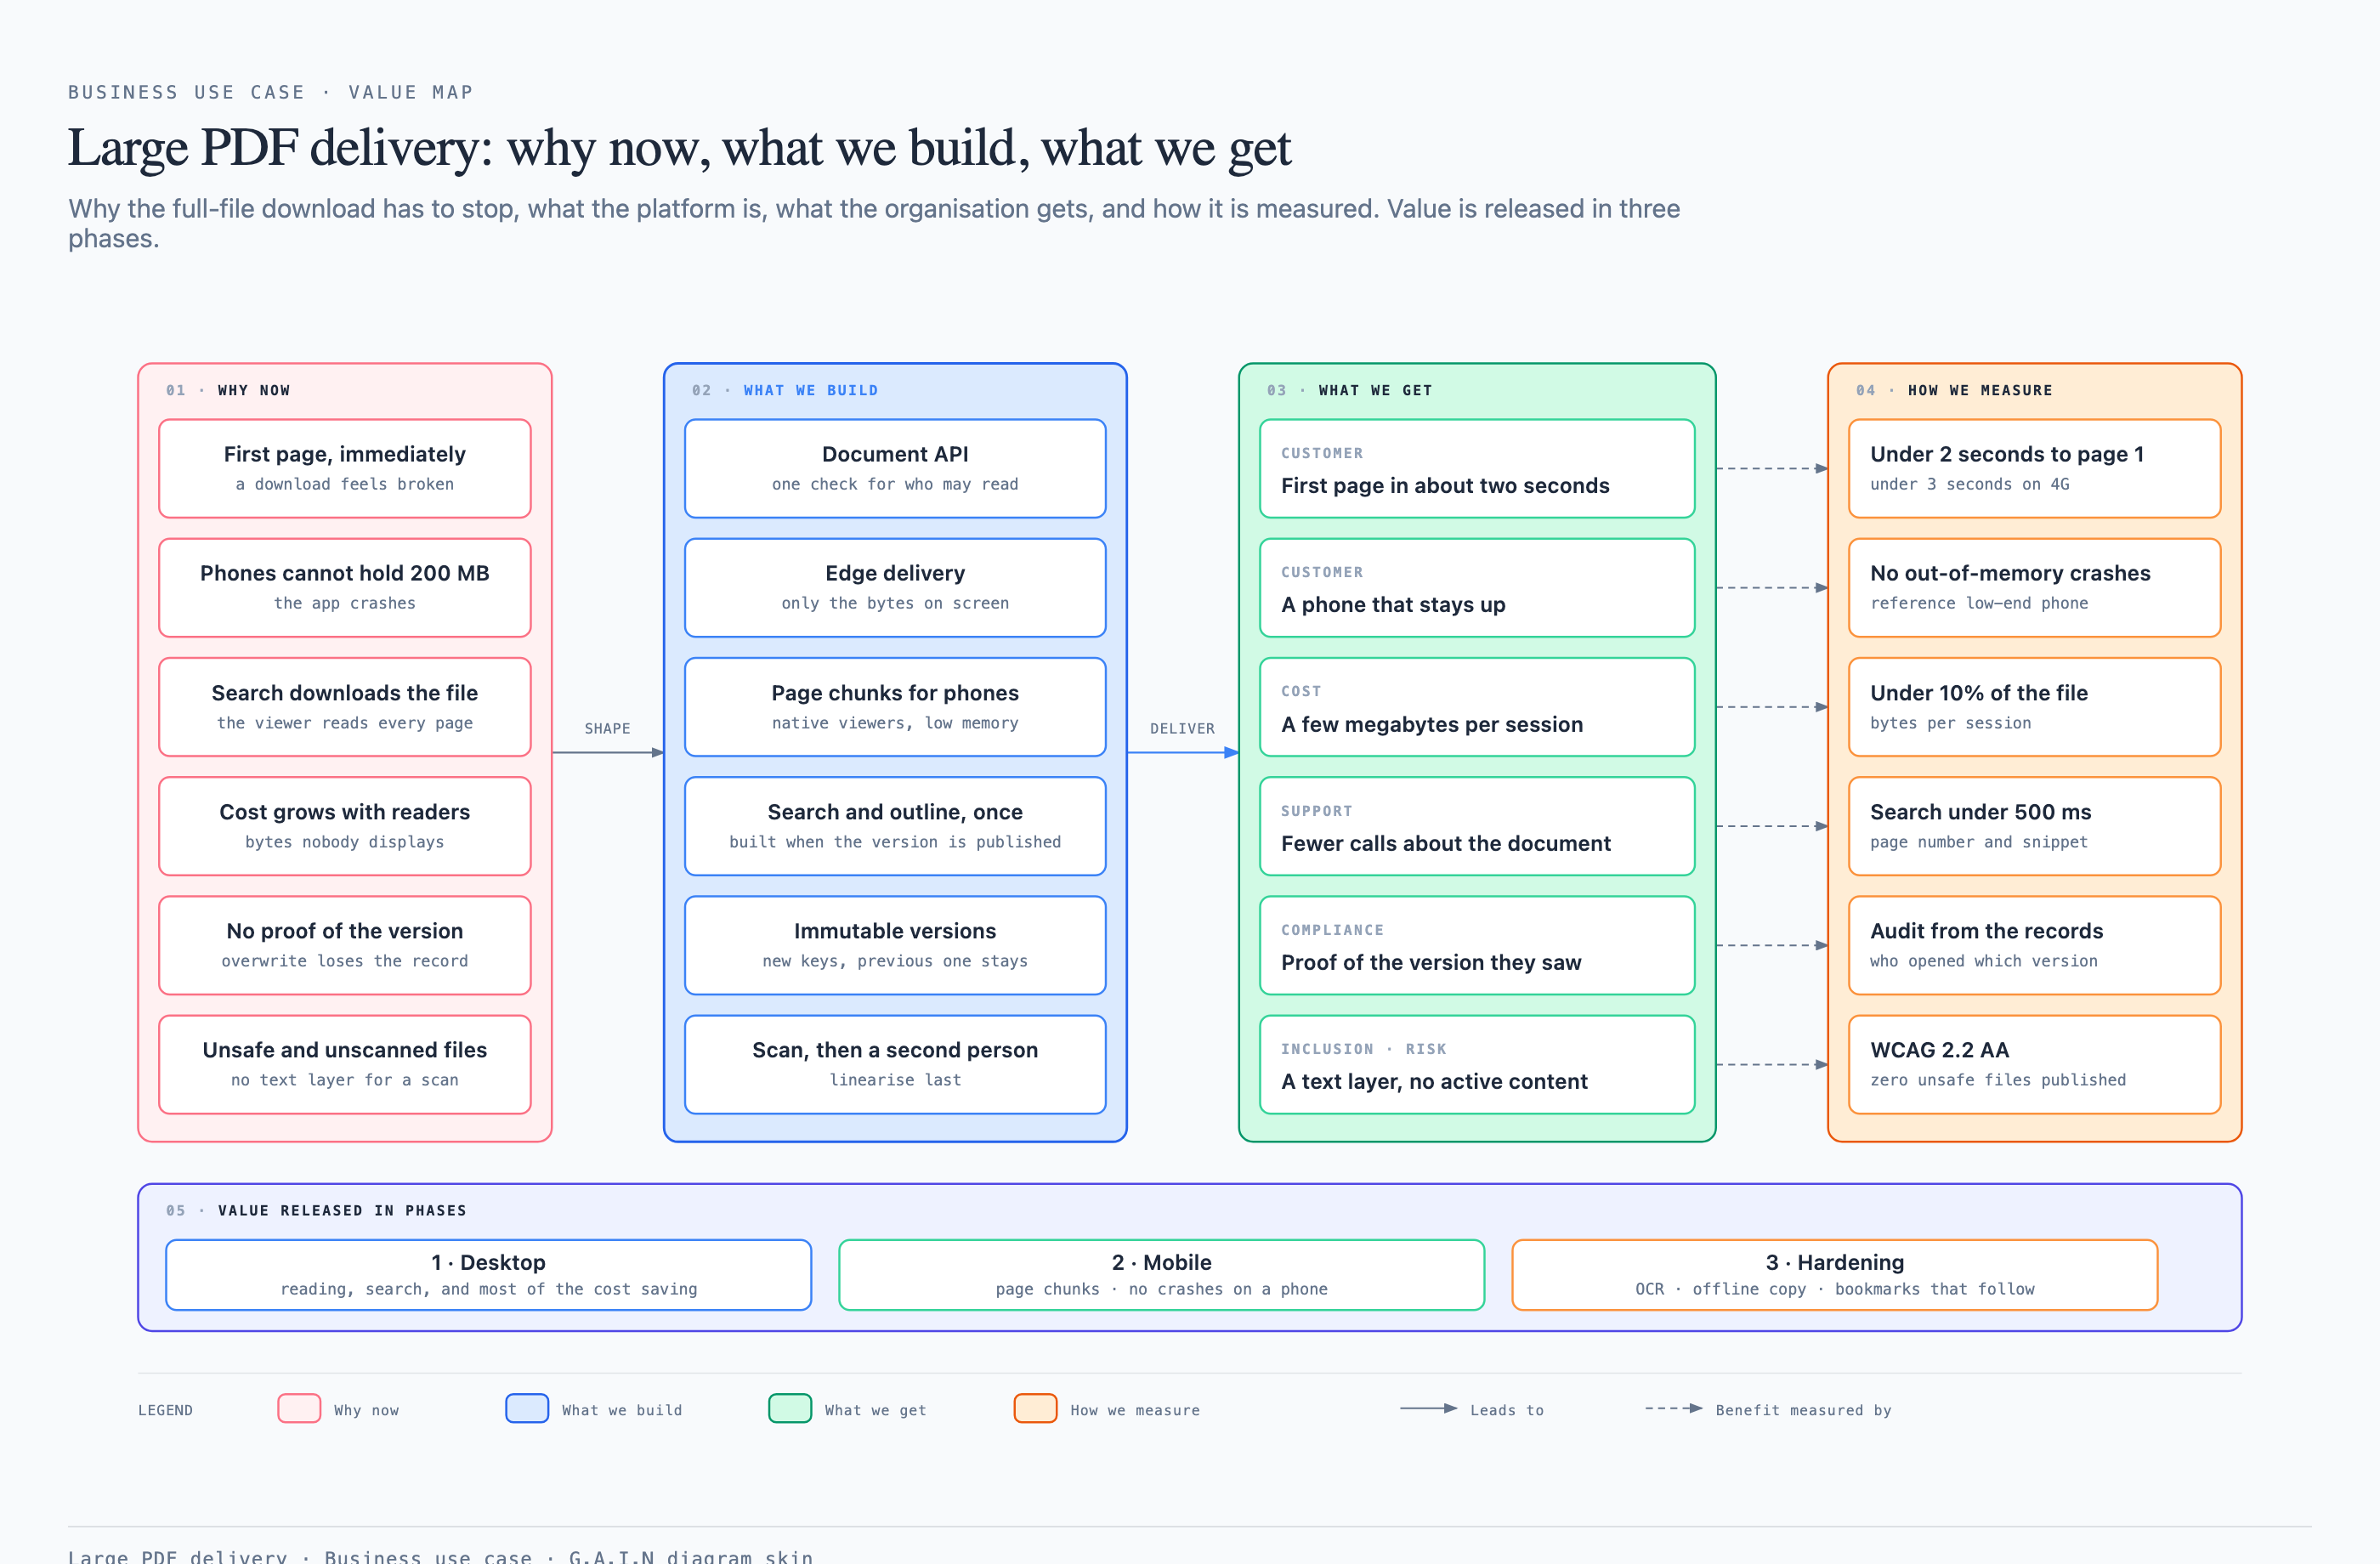 BUSINESS USE CASE · VALUE MAP
Large PDF delivery: why now, what we build, what we get
Why the full-file download has to stop, what the platform is, what the organisation gets, and how it is measured. Value is released in three
phases.
01 · WHY NOW
First page, immediately
a download feels broken
Phones cannot hold 200 MB
the app crashes
Search downloads the file
the viewer reads every page
Cost grows with readers
bytes nobody displays
No proof of the version
overwrite loses the record
Unsafe and unscanned files
no text layer for a scan
SHAPE
02 · WHAT WE BUILD
Document API
one check for who may read
Edge delivery
only the bytes on screen
Page chunks for phones
native viewers, low memory
Search and outline, once
built when the version is published
Immutable versions
new keys, previous one stays
Scan, then a second person
linearise last
DELIVER
03 · WHAT WE GET
CUSTOMER
First page in about two seconds
CUSTOMER
A phone that stays up
COST
A few megabytes per session
SUPPORT
Fewer calls about the document
COMPLIANCE
Proof of the version they saw
INCLUSION · RISK
A text layer, no active content
04 · HOW WE MEASURE
Under 2 seconds to page 1
under 3 seconds on 4G
No out-of-memory crashes
reference low-end phone
Under 10% of the file
bytes per session
Search under 500 ms
page number and snippet
Audit from the records
who opened which version
WCAG 2.2 AA
zero unsafe files published
05 · VALUE RELEASED IN PHASES
1 · Desktop
reading, search, and most of the cost saving
2 · Mobile
page chunks · no crashes on a phone
3 · Hardening
OCR · offline copy · bookmarks that follow
LEGEND
Why now
What we build
What we get
How we measure
Leads to
Benefit measured by
Large PDF delivery · Business use case · G.A.I.N diagram skin